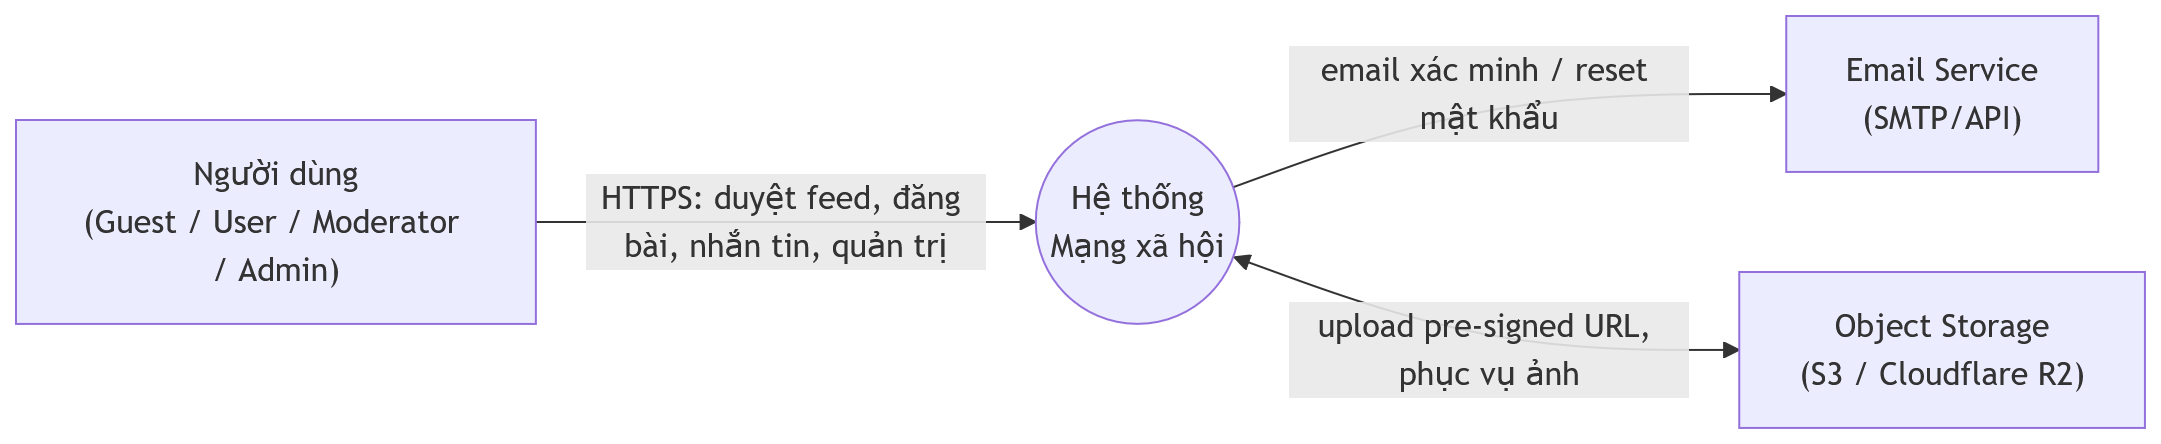 Người dùng
(Guest / User / Moderator
/ Admin)
HTTPS: duyệt feed, đăng
bài, nhắn tin, quản trị
Hệ thống
Mạng xã hội
email xác minh / reset
mật khẩu
Email Service
(SMTP/API)
upload pre-signed URL,
phục vụ ảnh
Object Storage
(S3 / Cloudflare R2)